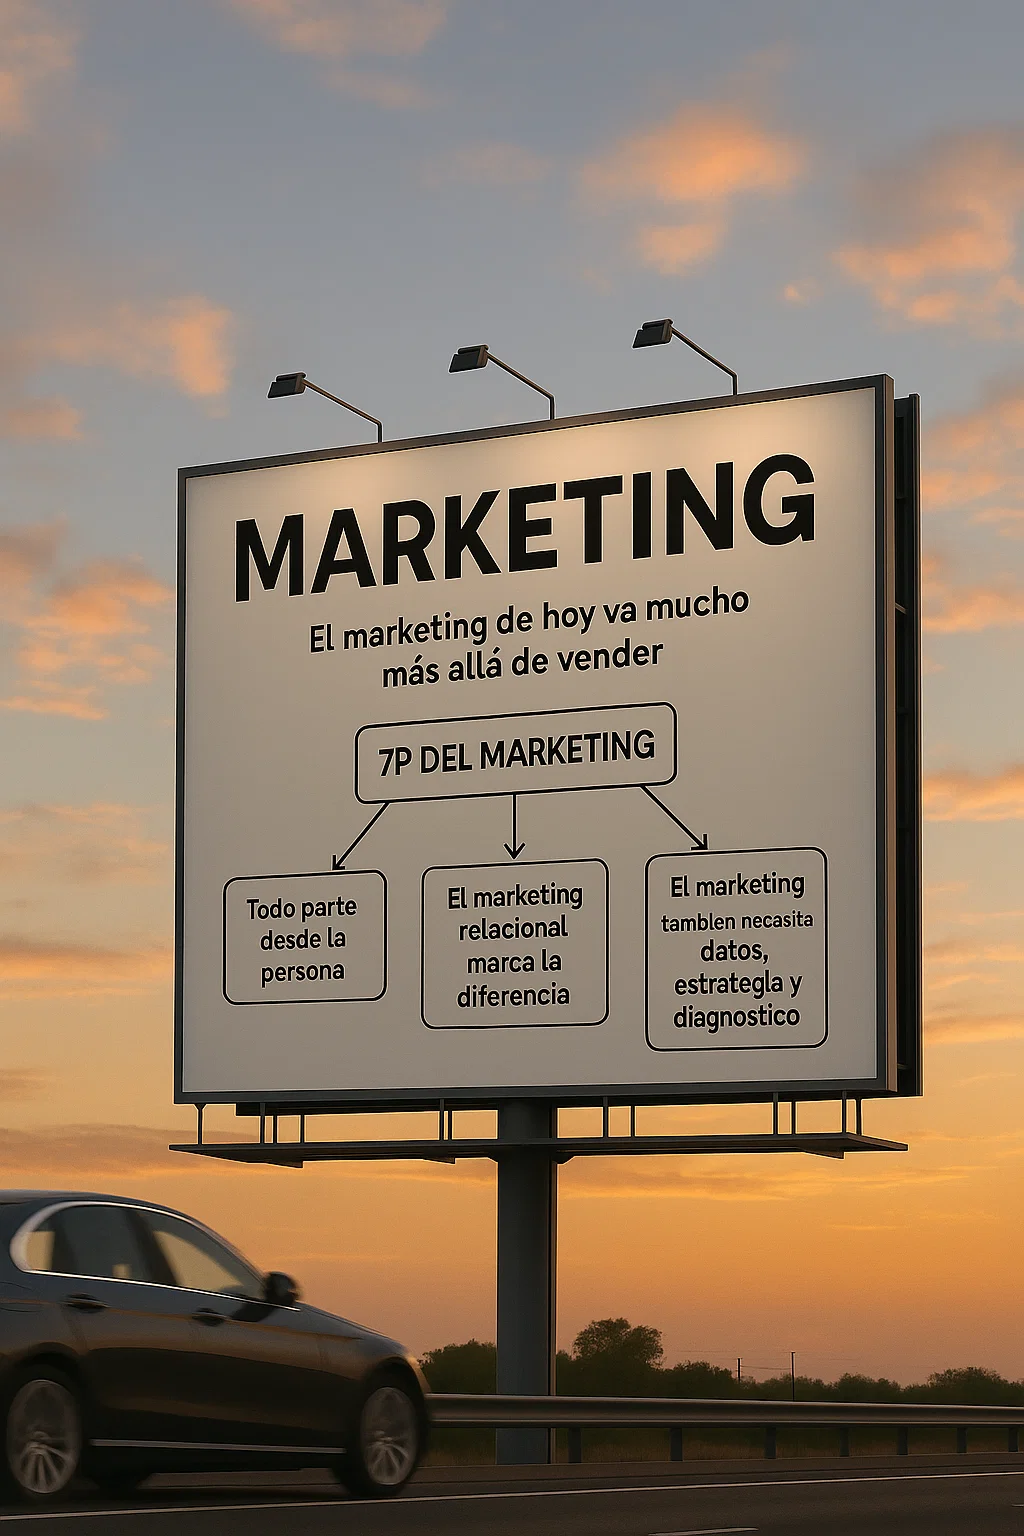 MARKETING
El marketing de hoy va mucho
más allá de vender
7P DEL MARKETING
Todo parte
desde la
persona
El marketing
relacional
marca la
diferencia
El marketing
tamblen necasita
datos,
estrategla y
diagnostico